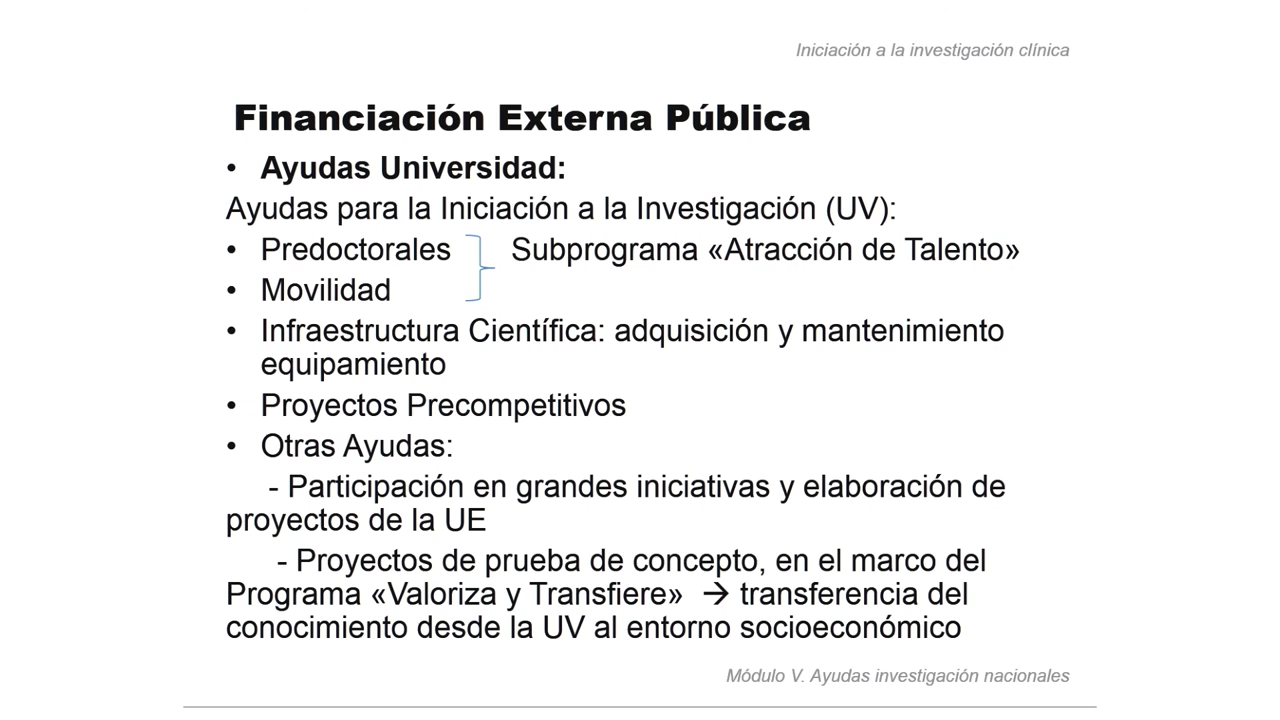 Iniciación a la investigación clínica
Financiación Externa Pública
• Ayudas Universidad:
Ayudas para la Iniciación a la Investigación (UV):
• Predoctorales Subprograma «Atracción de Talento»
• Movilidad
• Infraestructura Científica: adquisición y mantenimiento
equipamiento
• Proyectos Precompetitivos
• Otras Ayudas:
- Participación en grandes iniciativas y elaboración de
proyectos de la UE
- Proyectos de prueba de concepto, en el marco del
Programa «Valoriza y Transfiere» → transferencia del
conocimiento desde la UV al entorno socioeconómico
Módulo V. Ayudas investigación nacionales